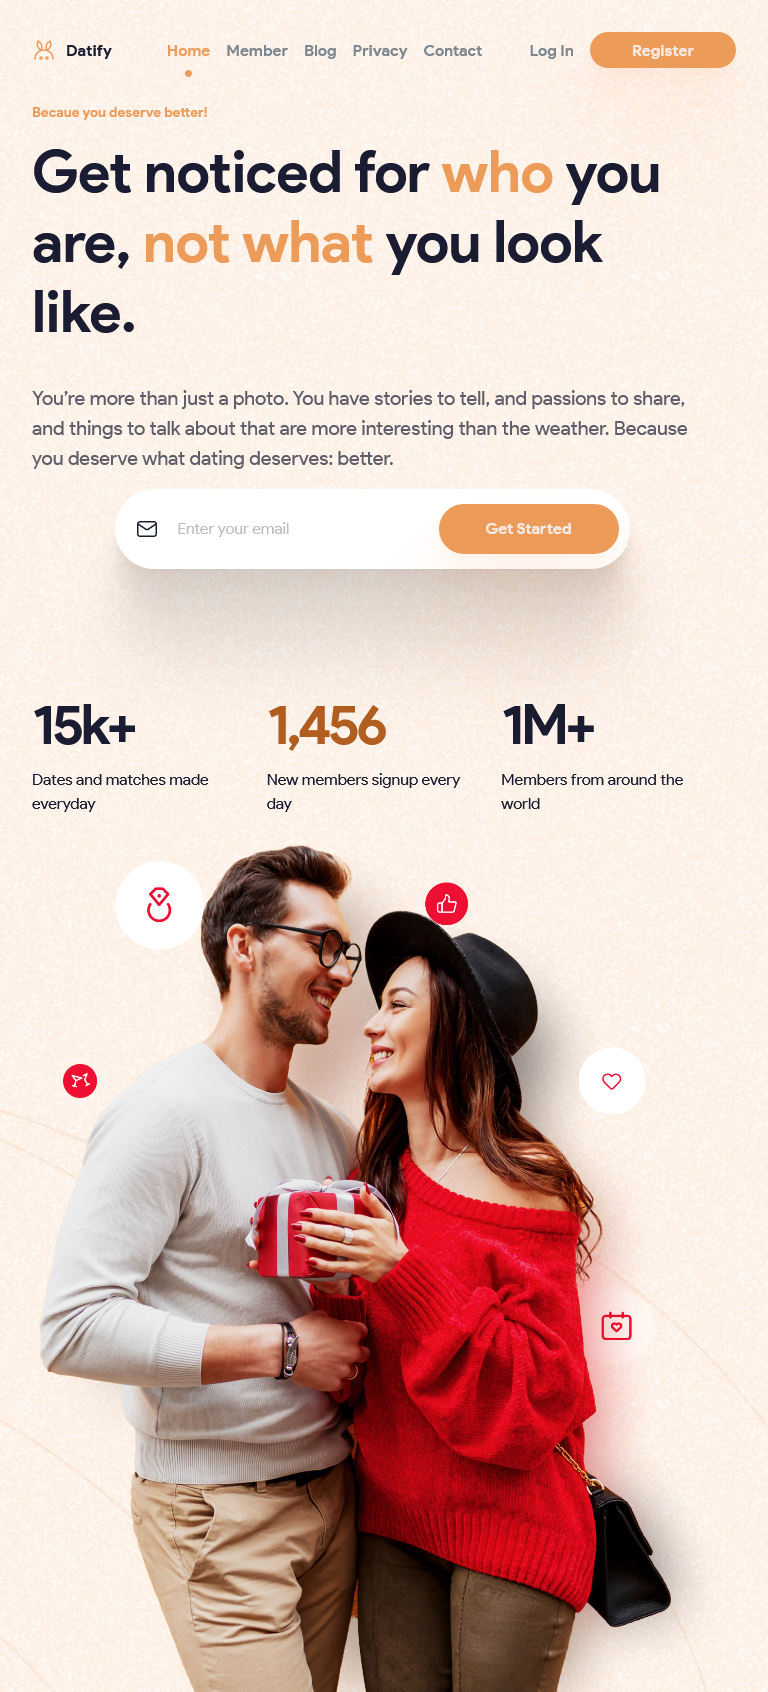 Datify
Home Member Blog Privacy Contact
Log In
Register
Becaue you deserve better!
Get noticed for who you
are, not what you look
like.
You’re more than just a photo. You have stories to tell, and passions to share,
and things to talk about that are more interesting than the weather. Because
you deserve what dating deserves: better.
Enter your email
Get Started
15k+
Dates and matches made
everyday
1,456
New members signup every
day
1M+
Members from around the
world